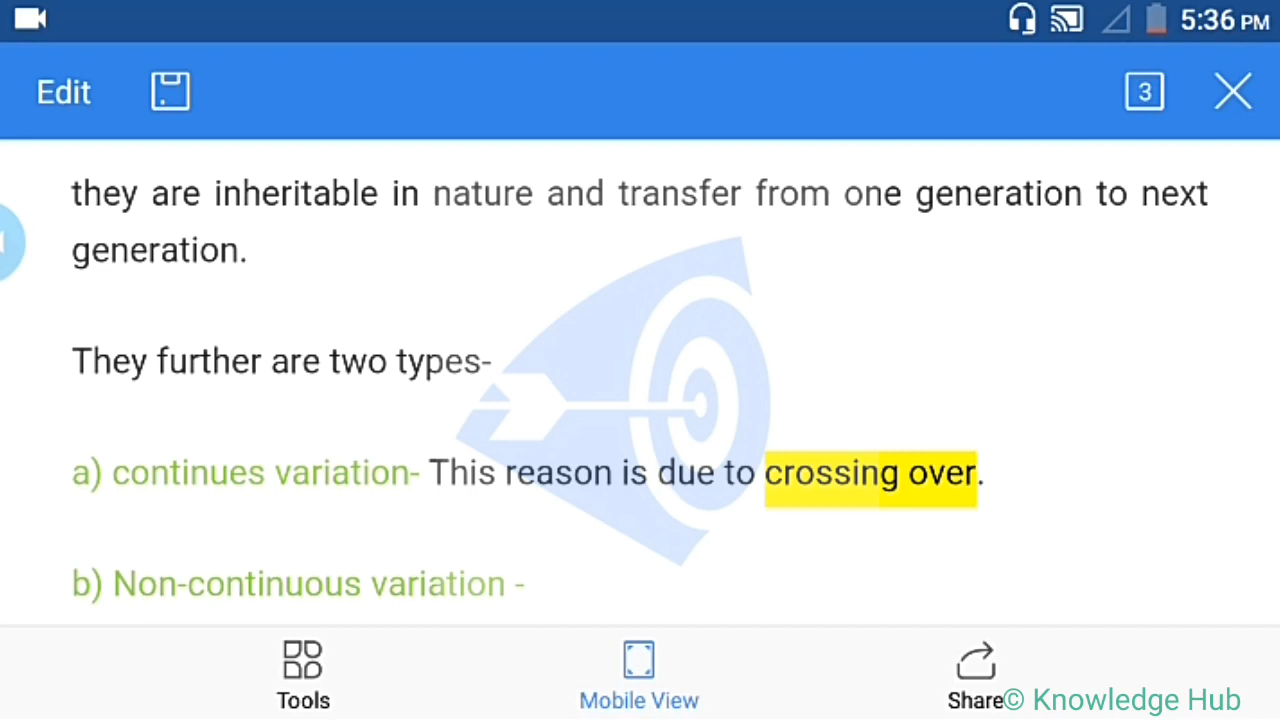 5:36 PM
Edit
3
they are inheritable in nature and transfer from one generation to next
generation.
They further are two types-
a) continues variation- This reason is due to crossing over.
b) Non-continuous variation -
Tools
Mobile View
Share
© Knowledge Hub